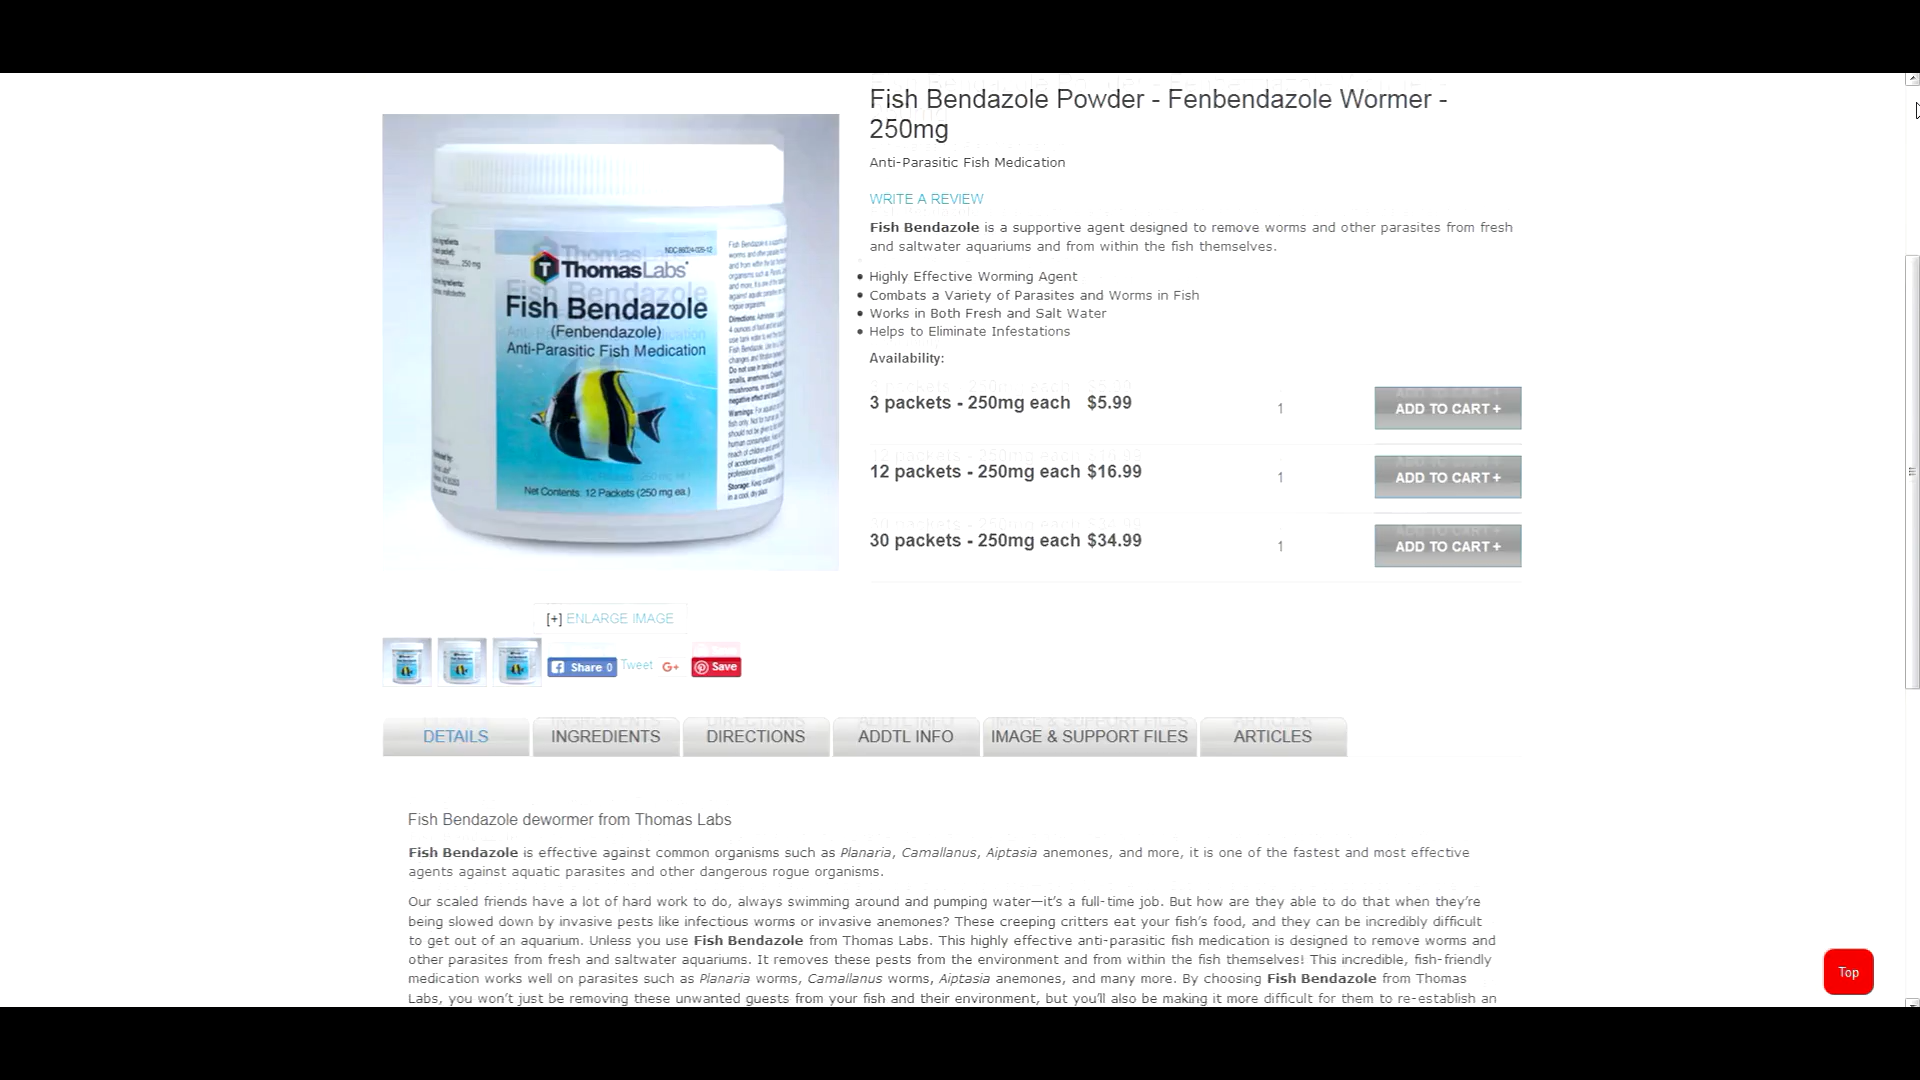 Fish Bendazole Powder - Fenbendazole Wormer -
250mg
Anti-Parasitic Fish Medication
WRITE A REVIEW
Fish Bendazole is a supportive agent designed to remove worms and other parasites from fresh
and saltwater aquariums and from within the fish themselves.
• Highly Effective Worming Agent
• Combats a Variety of Parasites and Worms in Fish
• Works in Both Fresh and Salt Water
• Helps to Eliminate Infestations
Availability:
3 packets - 250mg each $5.99 1 ADD TO CART +
12 packets - 250mg each $16.99 1 ADD TO CART +
30 packets - 250mg each $34.99 1 ADD TO CART +
ThomasLabs
Fish Bendazole
(Fenbendazole)
Anti-Parasitic Fish Medication
Net Contents: 12 Packets (250 mg ea.)
[+] ENLARGE IMAGE
Share 0 Tweet G+ Save
DETAILS INGREDIENTS DIRECTIONS ADDTL INFO IMAGE & SUPPORT FILES ARTICLES
Fish Bendazole dewormer from Thomas Labs
Fish Bendazole is effective against common organisms such as Planaria, Camallanus, Aiptasia anemones, and more, it is one of the fastest and most effective
agents against aquatic parasites and other dangerous rogue organisms.
Our scaled friends have a lot of hard work to do, always swimming around and pumping water—it's a full-time job. But how are they able to do that when they're
being slowed down by invasive pests like infectious worms or invasive anemones? These creeping critters eat your fish's food, and they can be incredibly difficult
to get out of an aquarium. Unless you use Fish Bendazole from Thomas Labs. This highly effective anti-parasitic fish medication is designed to remove worms and
other parasites from fresh and saltwater aquariums. It removes these pests from the environment and from within the fish themselves! This incredible, fish-friendly
medication works well on parasites such as Planaria worms, Camallanus worms, Aiptasia anemones, and many more. By choosing Fish Bendazole from Thomas
Labs, you won't just be removing these unwanted guests from your fish and their environment, but you'll also be making it more difficult for them to re-establish an
Top